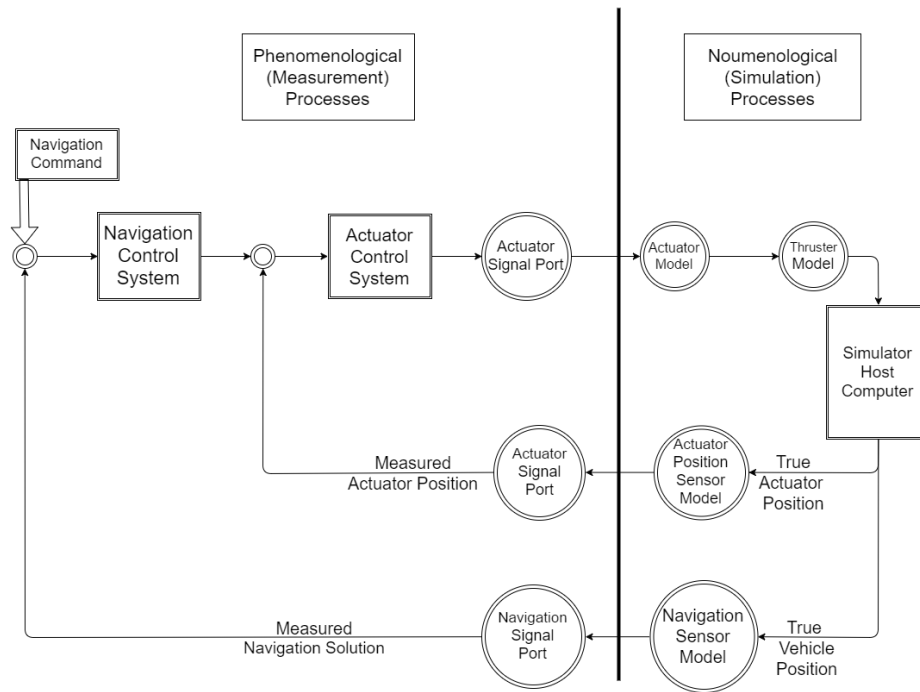 Phenomenological
(Measurement)
Processes
Noumenological
(Simulation)
Processes
Navigation
Command
Navigation
Control
System
Actuator
Control
System
Actuator
Signal Port
Actuator
Model
Thruster
Model
Simulator
Host
Computer
Measured
Actuator Position
Actuator
Signal
Port
Actuator
Position
Sensor
Model
True
Actuator
Position
Measured
Navigation Solution
Navigation
Signal
Port
Navigation
Sensor
Model
True
Vehicle
Position